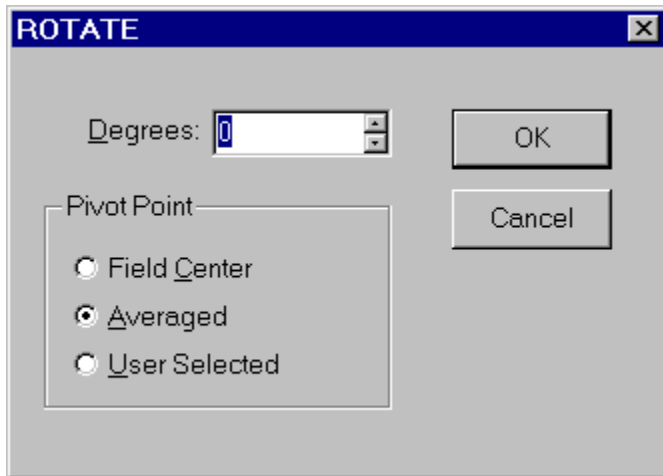 ROTATE
Degrees: 0
OK
Pivot Point
Cancel
Field Center
Averaged
User Selected